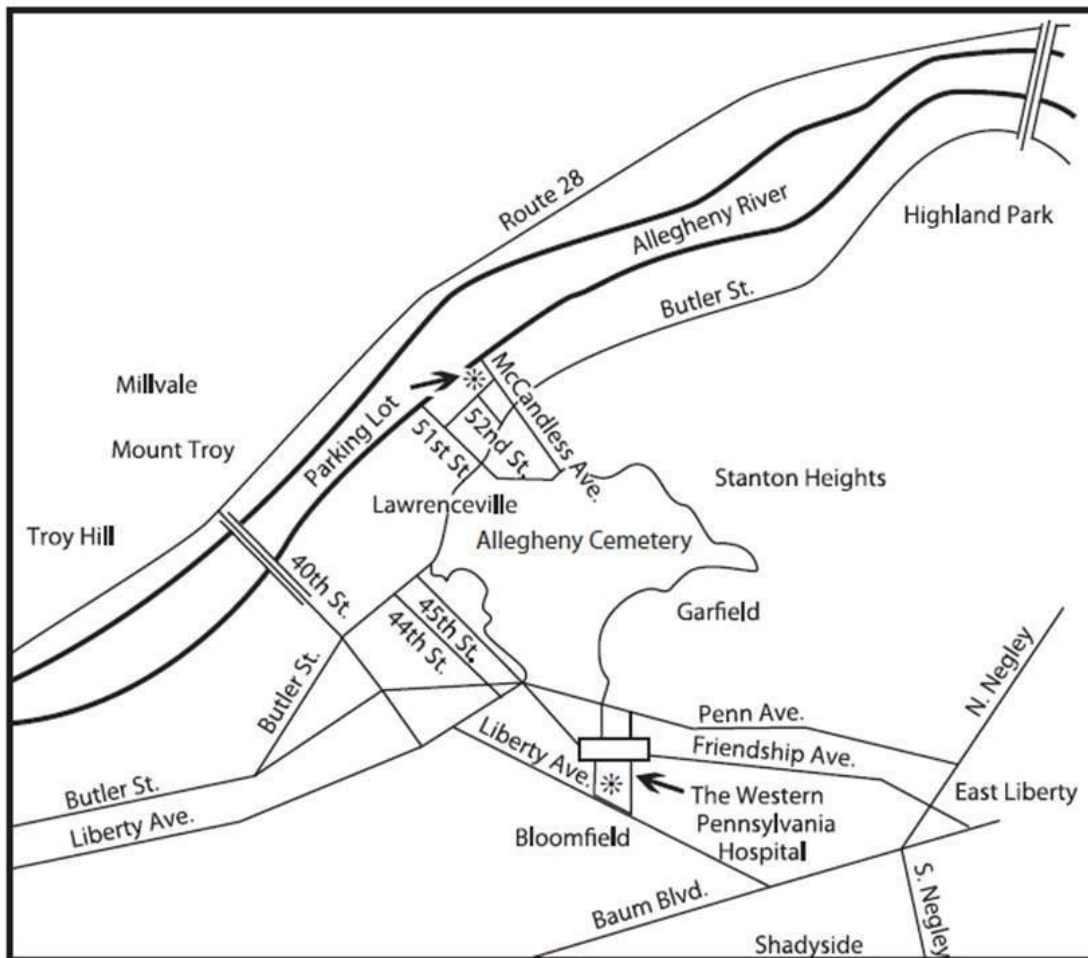 Route 28
Allegheny River
Highland Park
Butler St.
Millvale
McCandless Ave.
Parking Lot
Mount Troy
52nd St.
51st St.
Stanton Heights
Lawrenceville
Troy Hill
Allegheny Cemetery
40th St.
45th St.
44th St.
Garfield
Butler St.
N. Negley
Penn Ave.
Liberty Ave.
Friendship Ave.
Butler St.
East Liberty
The Western
Pennsylvania
Hospital
Liberty Ave.
Bloomfield
Baum Blvd.
S. Negley
Shadyside